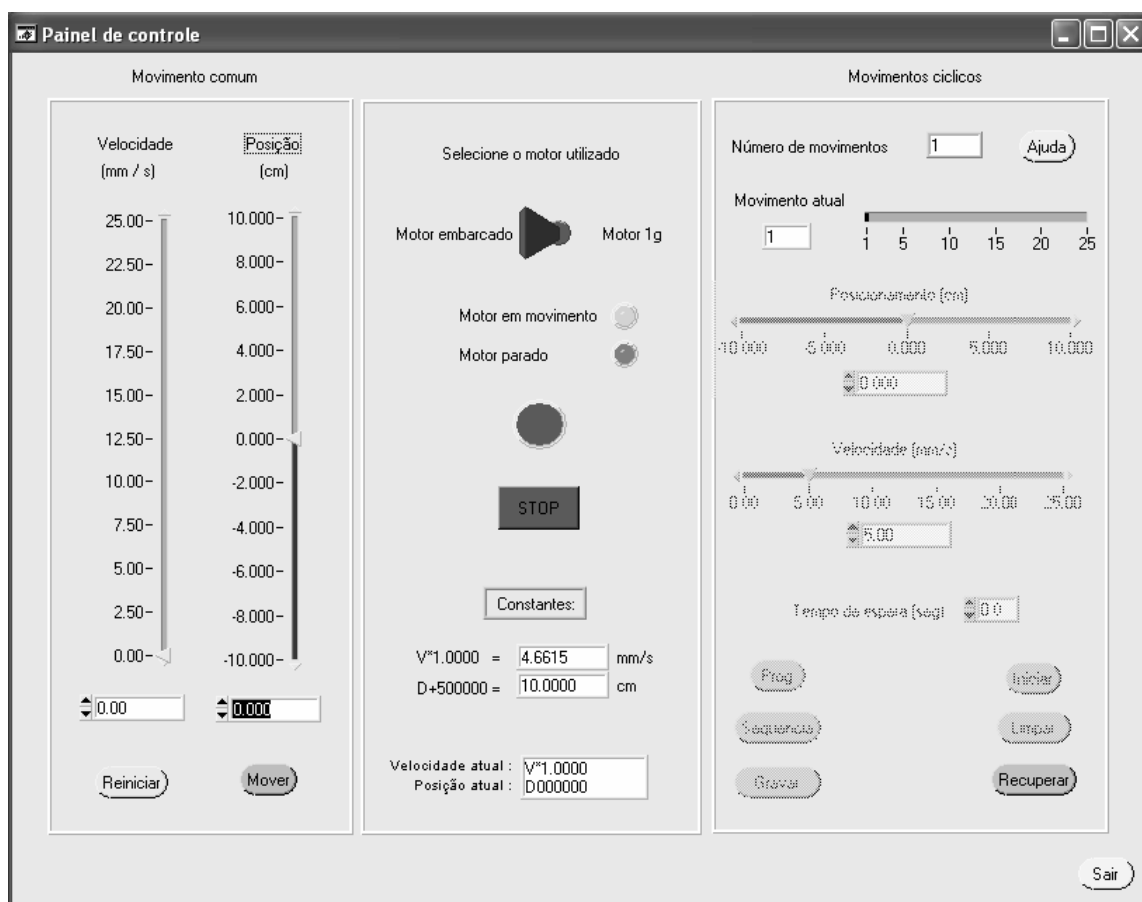 Painel de controle
Movimento comum
Velocidade
(mm / s)
25.00
22.50
20.00
17.50
15.00
12.50
10.00
7.50
5.00
2.50
0.00
0.00
Reiniciar
Posição
(cm)
10.000
8.000
6.000
4.000
2.000
0.000
-2.000
-4.000
-6.000
-8.000
-10.000
0.000
Mover
Selecione o motor utilizado
Motor embarcado Motor 1g
Motor em movimento
Motor parado
STOP
Constantes:
V*1.0000 = 4.6615 mm/s
D+500000 = 10.0000 cm
Velocidade atual : V*1.0000
Posição atual : D000000
Movimentos ciclicos
Número de movimentos 1 Ajuda
Movimento atual
1
1 5 10 15 20 25
Posicionamento (cm)
-10.000 -5.000 0.000 5.000 10.000
0.000
Velocidade (mm/s)
0.00 5.00 10.00 15.00 20.00 25.00
5.00
Tempo de espera (seg) 0.0
Prog Iniciar
Sequencia Limpar
Gravar Recuperar
Sair